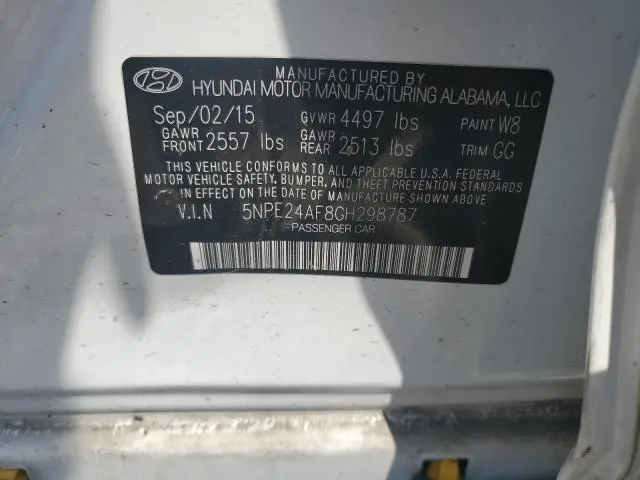 MANUFACTURED BY
HYUNDAI MOTOR MANUFACTURING ALABAMA, LLC
Sep/02/15 GVWR 4497 lbs PAINT W8
GAWR FRONT 2557 lbs GAWR REAR 2513 lbs TRIM GG
THIS VEHICLE CONFORMS TO ALL APPLICABLE U.S.A. FEDERAL
MOTOR VEHICLE SAFETY, BUMPER, AND THEFT PREVENTION STANDARDS
IN EFFECT ON THE DATE OF MANUFACTURE SHOWN ABOVE
V.I.N 5NPE24AF8GH298787
PASSENGER CAR